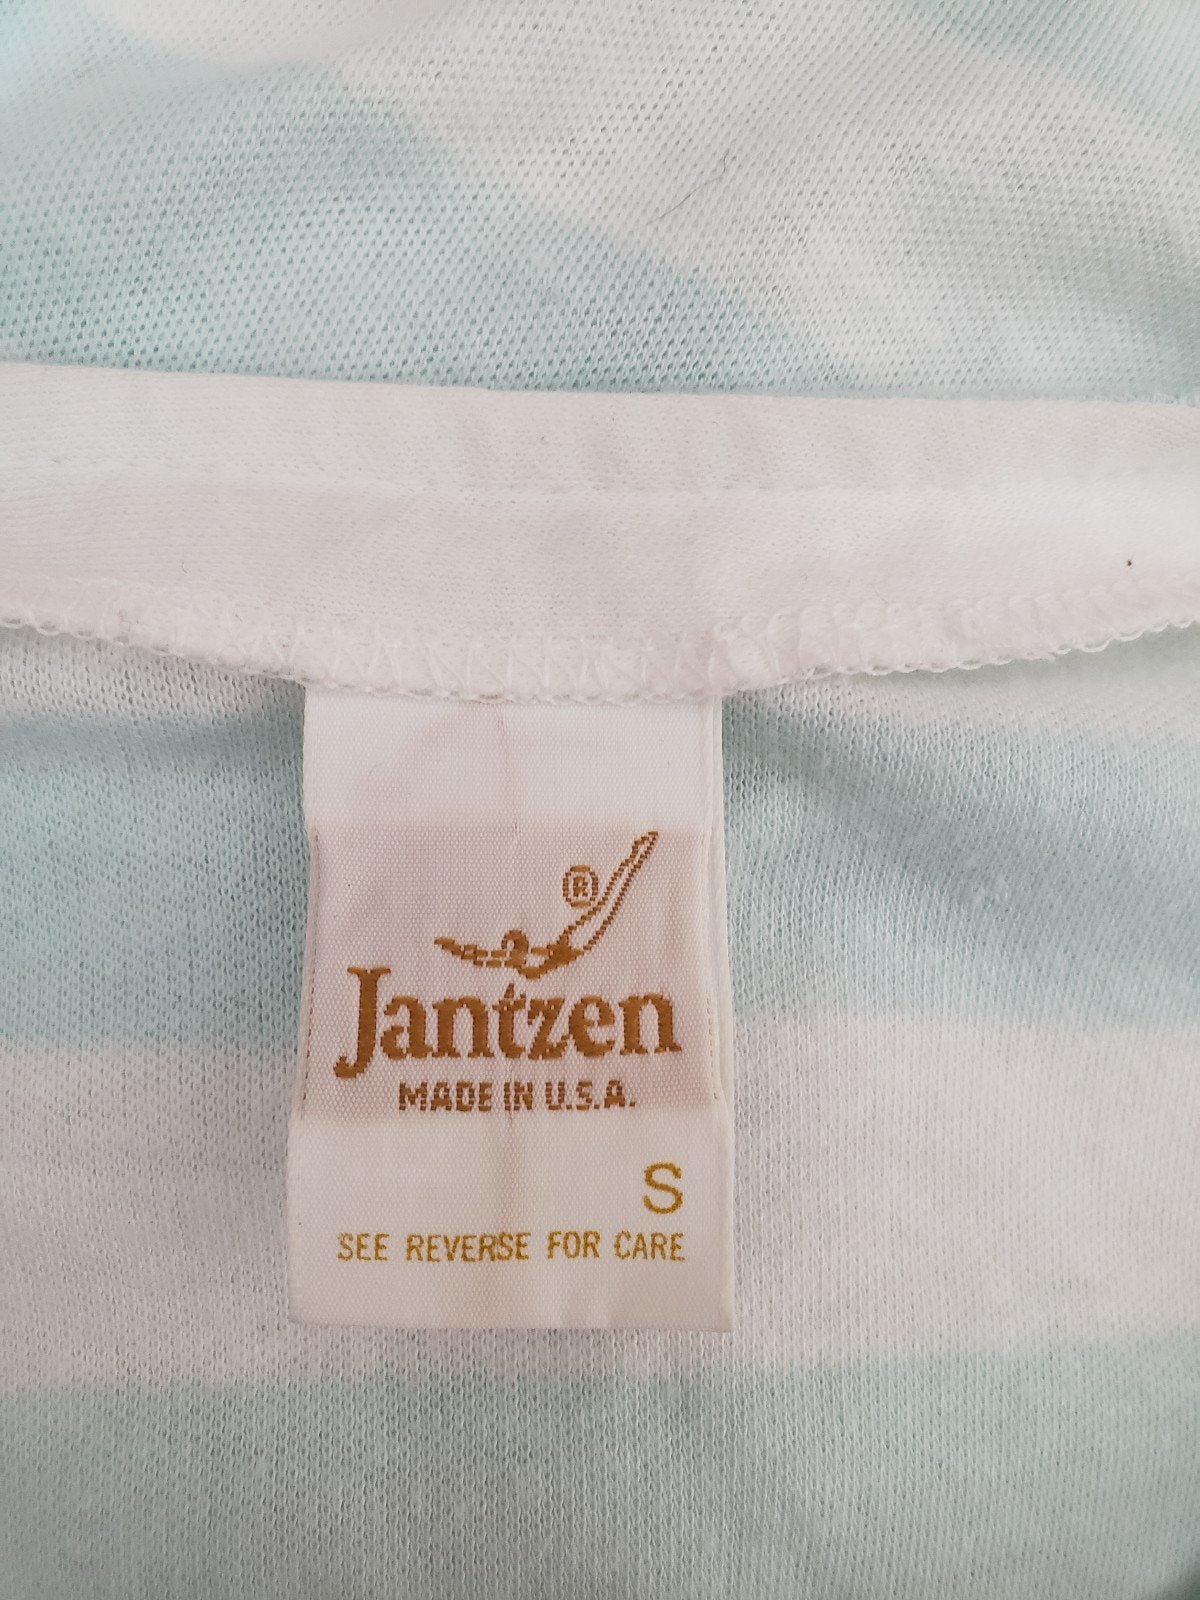 ®
Jantzen
MADE IN U.S.A.
S
SEE REVERSE FOR CARE